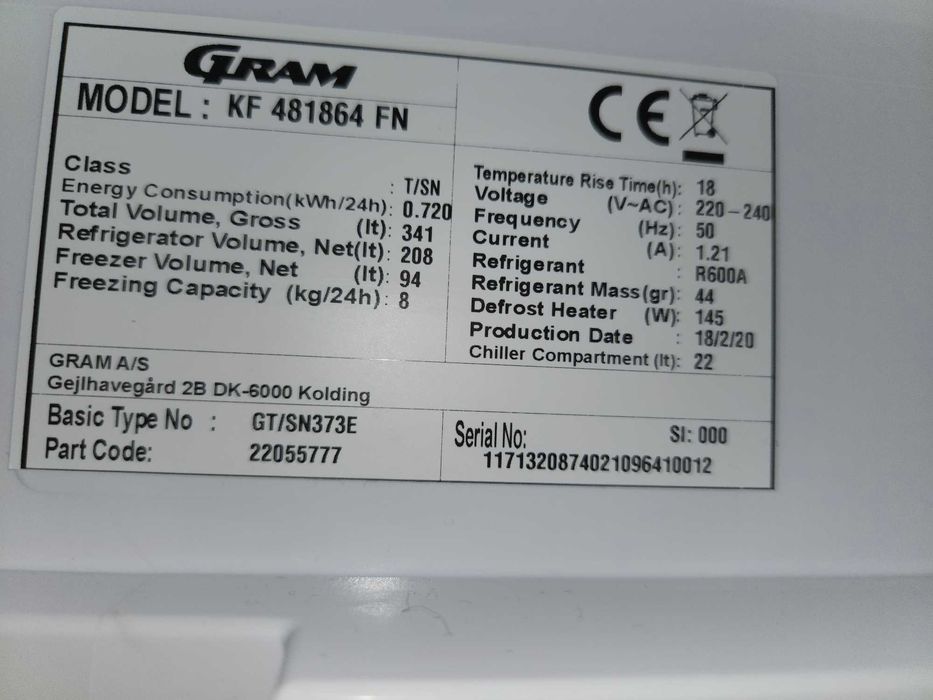 GRAM
MODEL : KF 481864 FN
CE
Class : T/SN
Energy Consumption(kWh/24h): 0.720
Total Volume, Gross (lt): 341
Refrigerator Volume, Net(lt): 208
Freezer Volume, Net (lt): 94
Freezing Capacity (kg/24h): 8
Temperature Rise Time(h): 18
Voltage (V~AC): 220-240
Frequency (Hz): 50
Current (A): 1.21
Refrigerant : R600A
Refrigerant Mass(gr): 44
Defrost Heater (W): 145
Production Date : 18/2/20
Chiller Compartment (lt): 22
GRAM A/S
Gejlhavegård 2B DK-6000 Kolding
Basic Type No : GT/SN373E
Part Code: 22055777
Serial No: SI: 000
1171320874021096410012